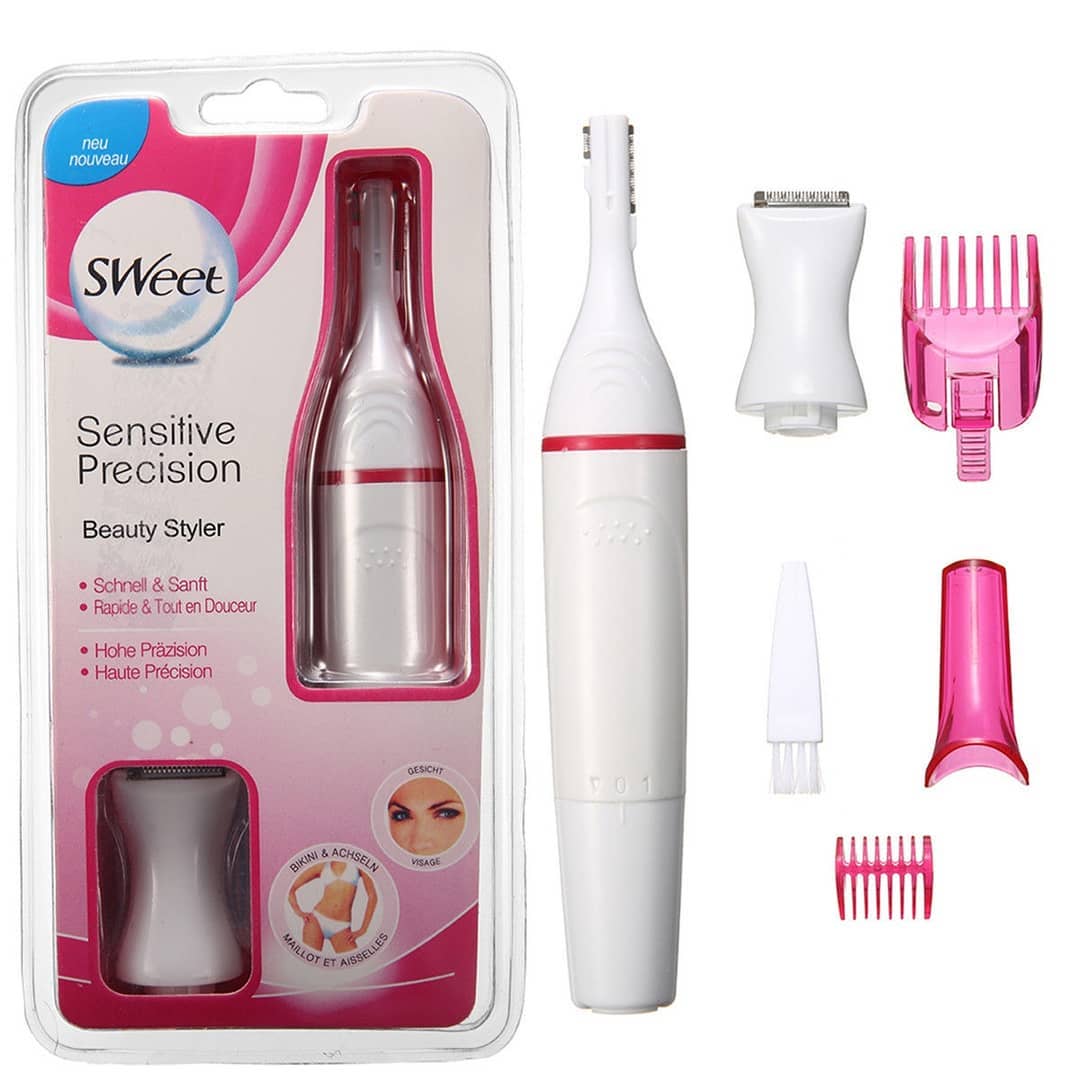 neu
nouveau
SWeet
Sensitive
Precision
Beauty Styler
• Schnell & Sanft
• Rapide & Tout en Douceur
• Hohe Präzision
• Haute Précision
GESICHT
VISAGE
BIKINI & ACHSELN
MAILLOT ET AISSELLES
0 1